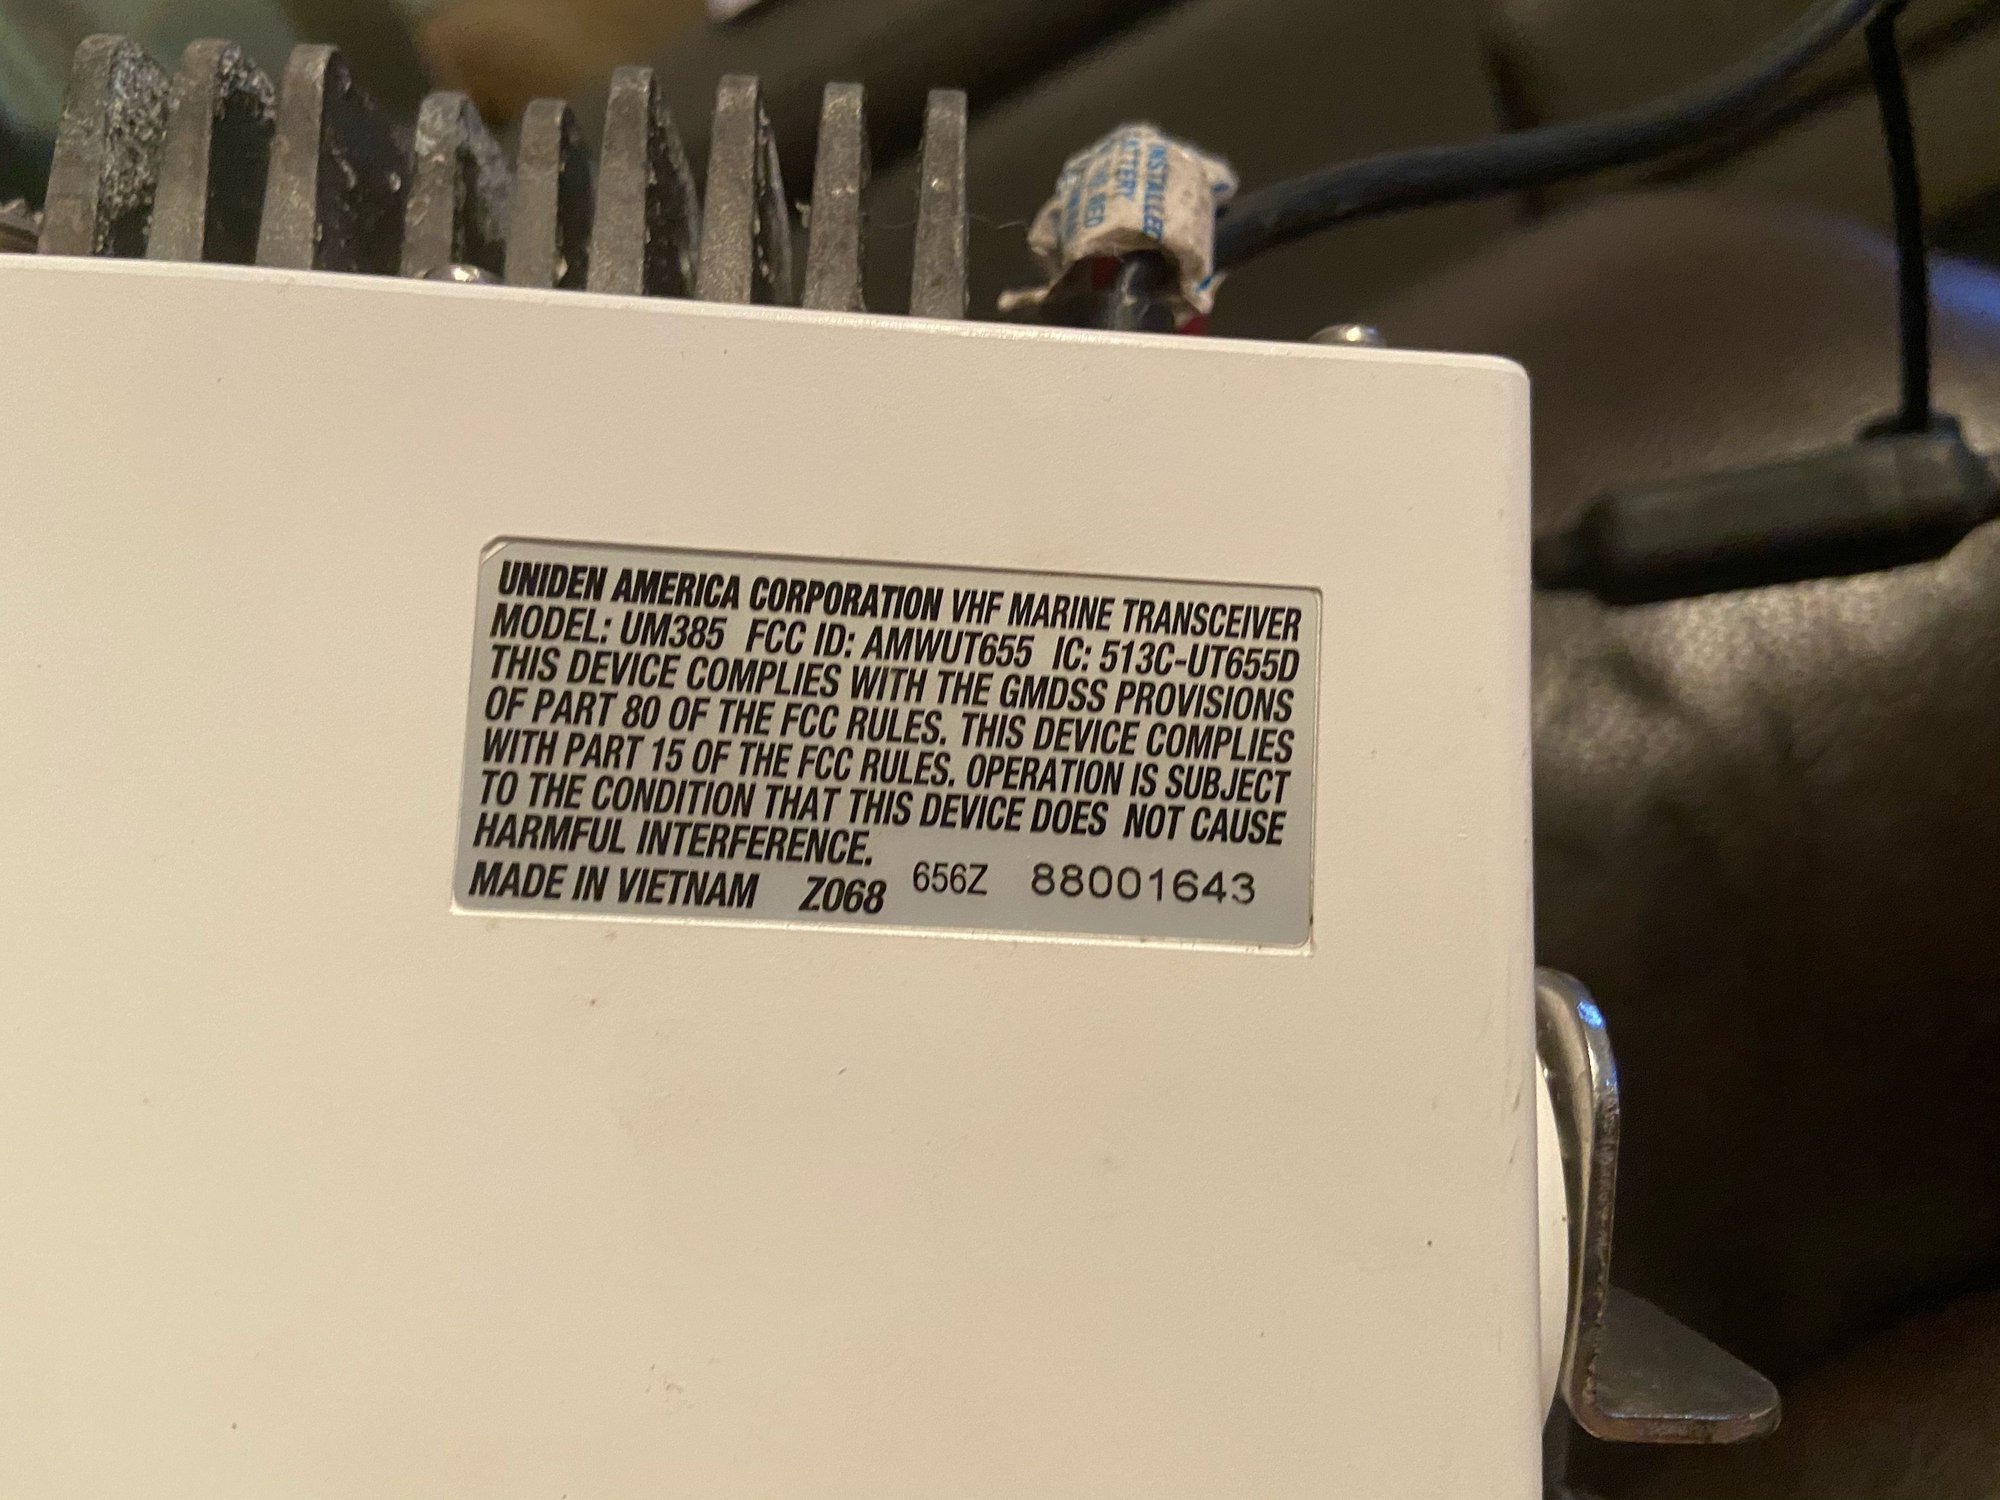 INSTALLED
BATTERY
RED
UNIDEN AMERICA CORPORATION VHF MARINE TRANSCEIVER
MODEL: UM385 FCC ID: AMWUT655 IC: 513C-UT655D
THIS DEVICE COMPLIES WITH THE GMDSS PROVISIONS
OF PART 80 OF THE FCC RULES. THIS DEVICE COMPLIES
WITH PART 15 OF THE FCC RULES. OPERATION IS SUBJECT
TO THE CONDITION THAT THIS DEVICE DOES NOT CAUSE
HARMFUL INTERFERENCE.
MADE IN VIETNAM Z068 656Z 88001643